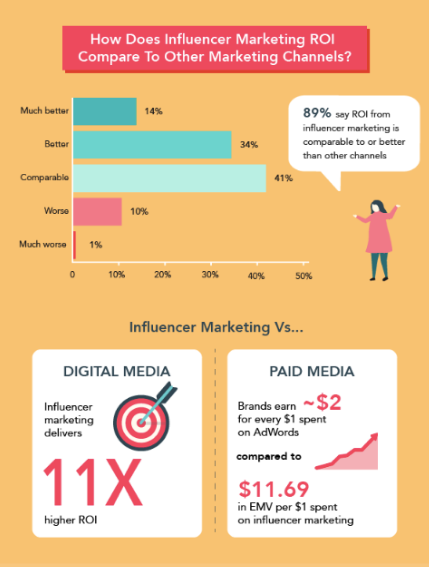 How Does Influencer Marketing ROI
Compare To Other Marketing Channels?
Much better
14%
Better
34%
Comparable
41%
Worse
10%
Much worse
1%
0
10%
20%
30%
40%
50%
89% say ROI from
influencer marketing is
comparable to or better
than other channels
Influencer Marketing Vs...
DIGITAL MEDIA
Influencer
marketing
delivers
11X
higher ROI
PAID MEDIA
Brands earn ~$2
for every $1 spent
on AdWords
compared to
$11.69
in EMV per $1 spent
on influencer marketing